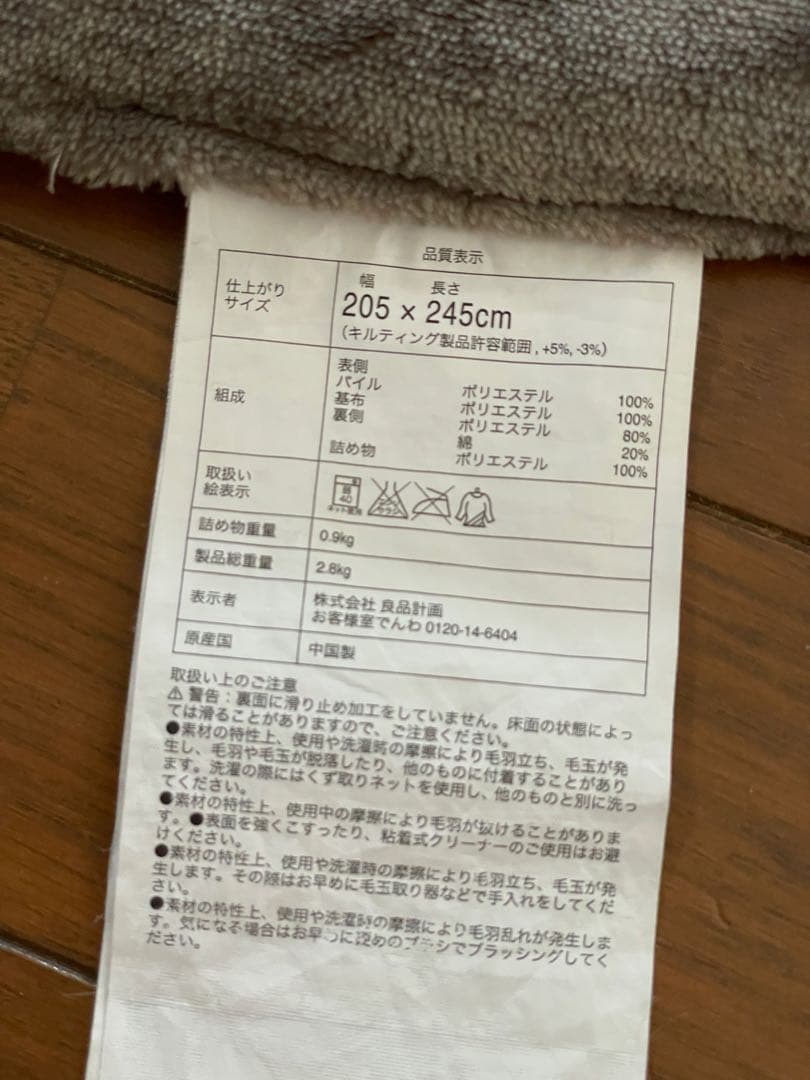 品質表示
仕上がり
サイズ
幅 長さ
205 × 245cm
(キルティング製品許容範囲, +5%, -3%)
組成
表側
パイル ポリエステル 100%
基布 ポリエステル 100%
裏側 ポリエステル 80%
綿 20%
詰め物 ポリエステル 100%
取扱い
絵表示
40
詰め物重量 0.9kg
製品総重量 2.8kg
表示者
株式会社 良品計画
お客様室でんわ 0120-14-6404
原産国 中国製
取扱い上のご注意
⚠ 警告：裏面に滑り止め加工をしていません。床面の状態によっ
ては滑ることがありますので、ご注意ください。
●素材の特性上、使用や洗濯時の摩擦により毛羽立ち、毛玉が発
生し、毛羽や毛玉が脱落したり、他のものに付着することがあり
ます。洗濯の際にはくず取りネットを使用し、他のものと別に洗っ
てください。
●素材の特性上、使用中の摩擦により毛羽が抜けることがありま
す。●表面を強くこすったり、粘着式クリーナーのご使用はお避
けください。
●素材の特性上、使用や洗濯時の摩擦により毛羽立ち、毛玉が発
生します。その際はお早めに毛玉取り器などで手入れをしてくだ
さい。
●素材の特性上、使用や洗濯時の摩擦により毛羽乱れが発生しま
す。気になる場合はお早めに毛のブラシでブラッシングしてく
ださい。